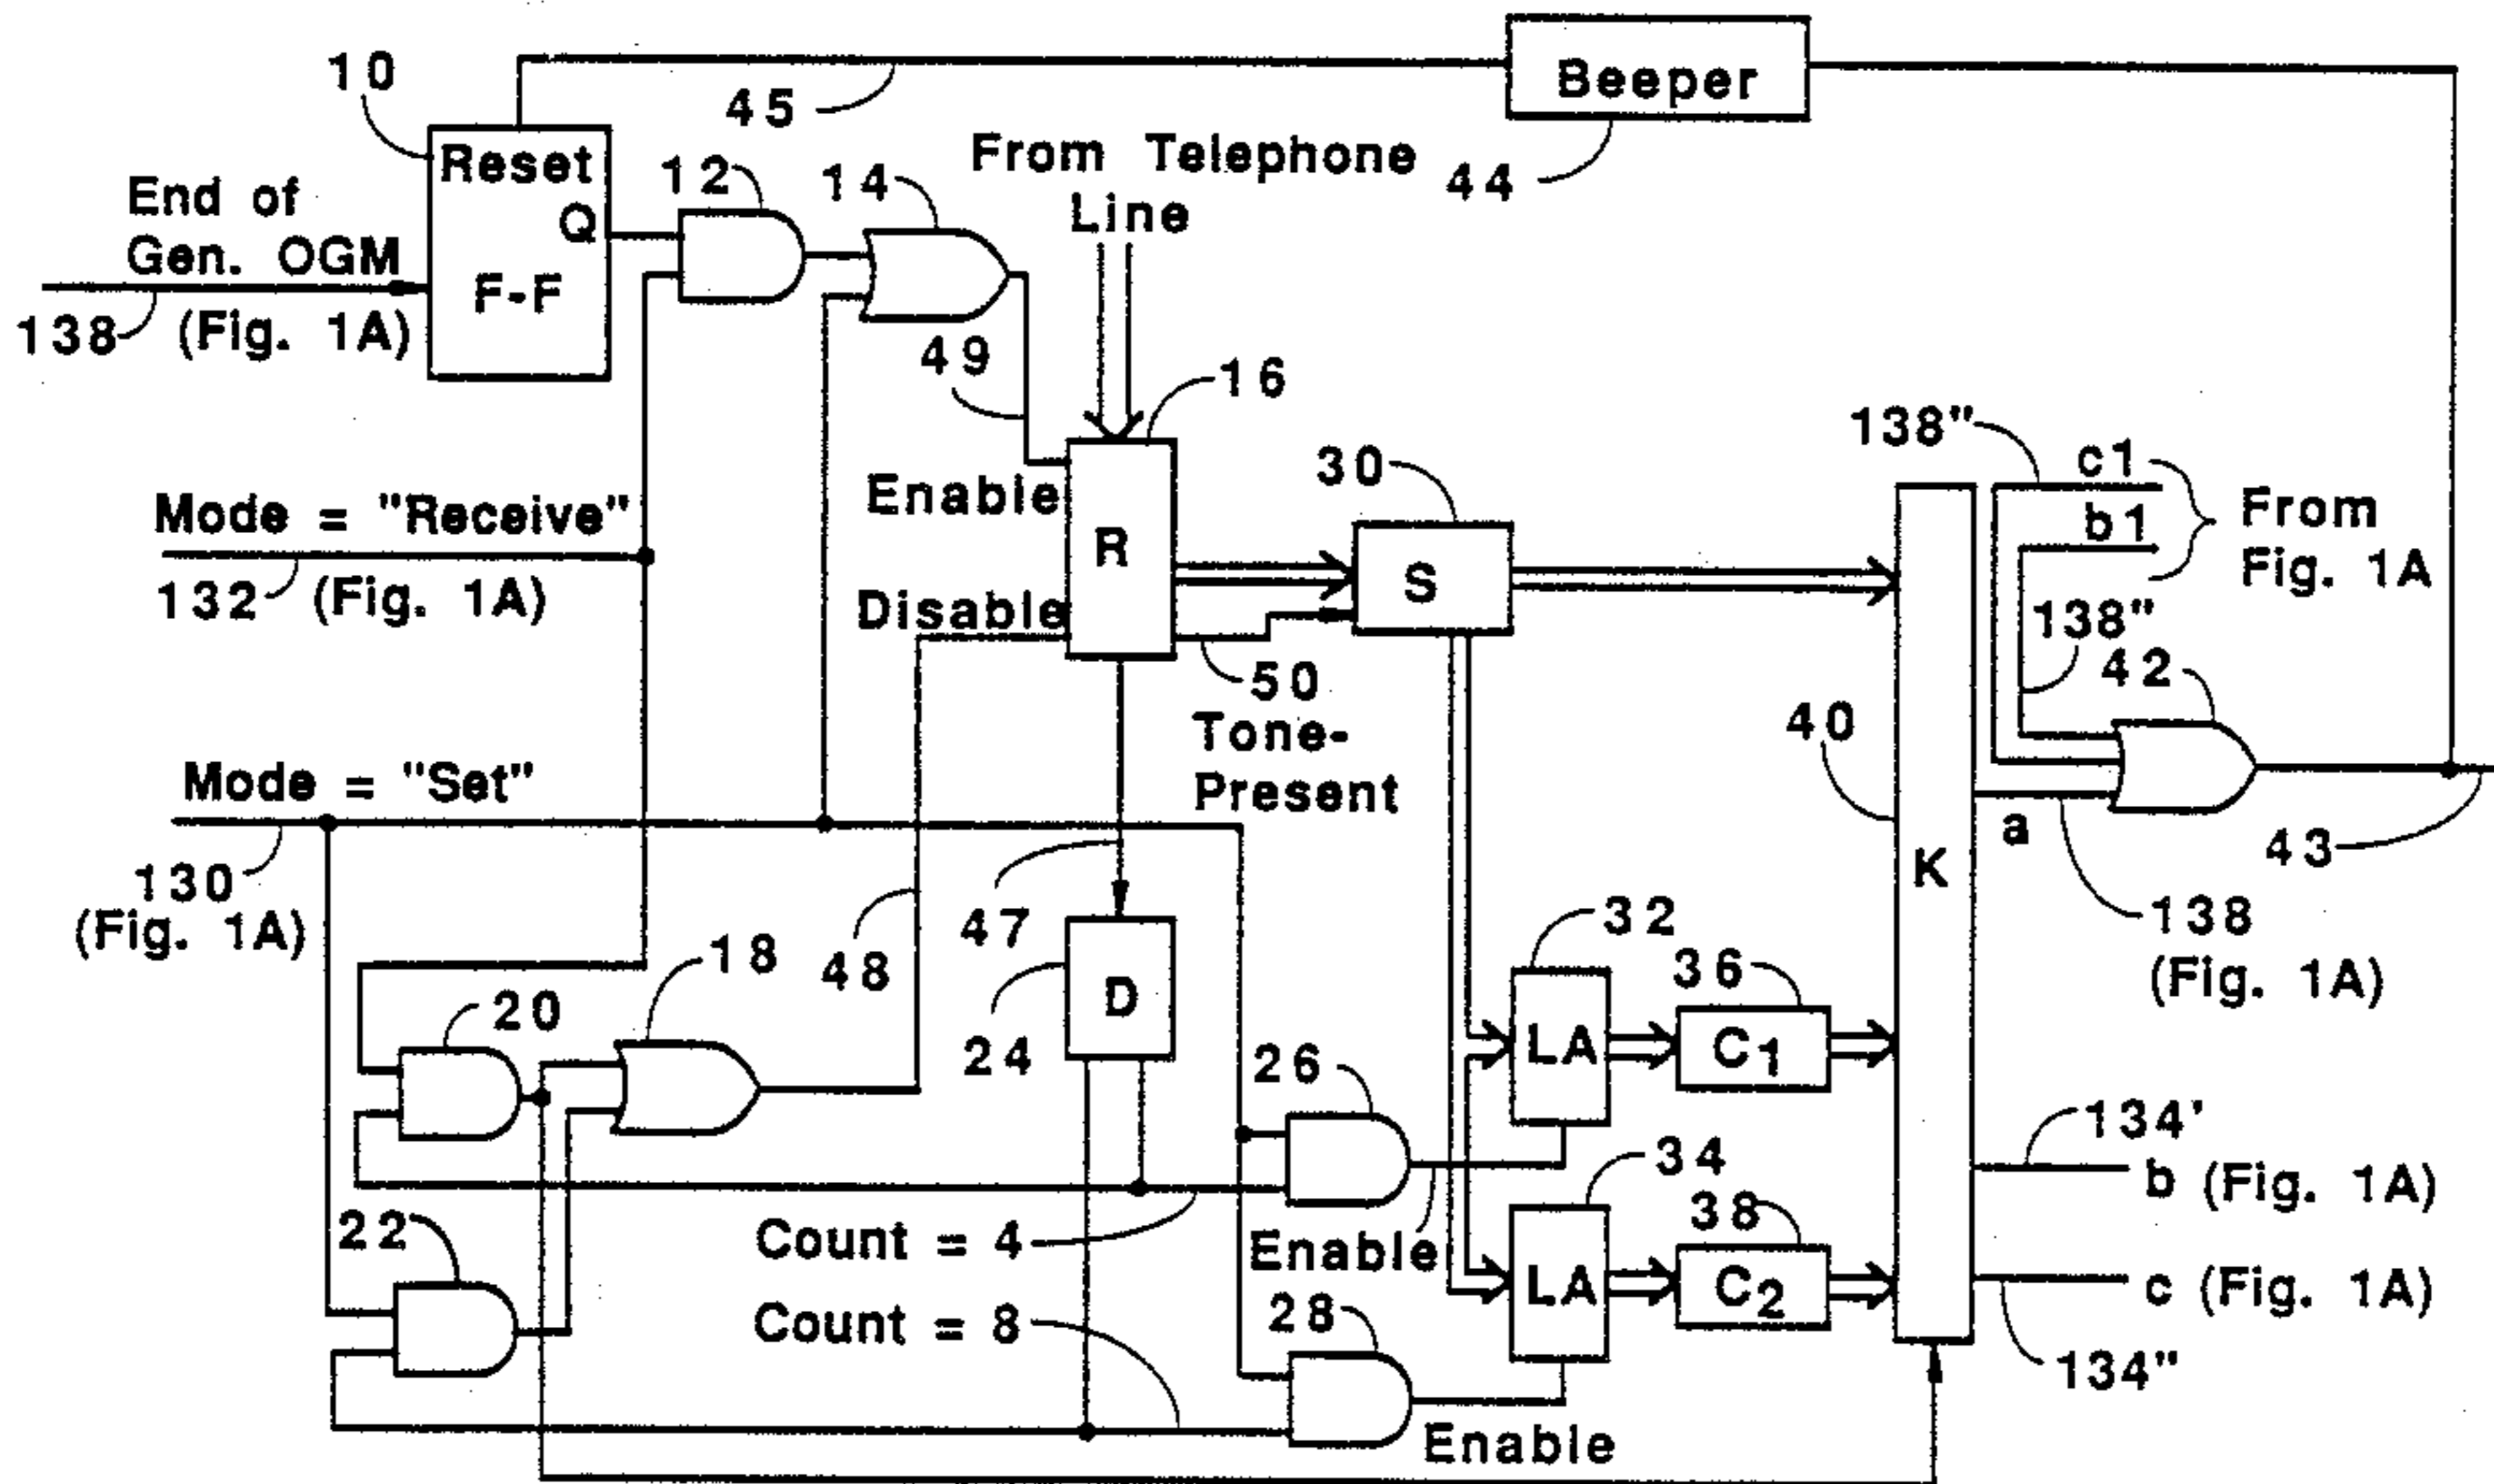 10
Reset
Q
F-F
End of
Gen. OGM
138
(Fig. 1A)
45
Beeper
44
12
14
From Telephone
Line
49
16
Enable
R
Disable
Mode = "Receive"
132
(Fig. 1A)
30
S
50
Tone-
Present
138"
c1
b1
From
Fig. 1A
138"
42
40
K
a
138
(Fig. 1A)
43
Mode = "Set"
130
(Fig. 1A)
47
48
24
D
20
18
22
Count = 4
Count = 8
26
Enable
28
Enable
32
LA
36
C1
34
LA
38
C2
134'
b (Fig. 1A)
c (Fig. 1A)
134"